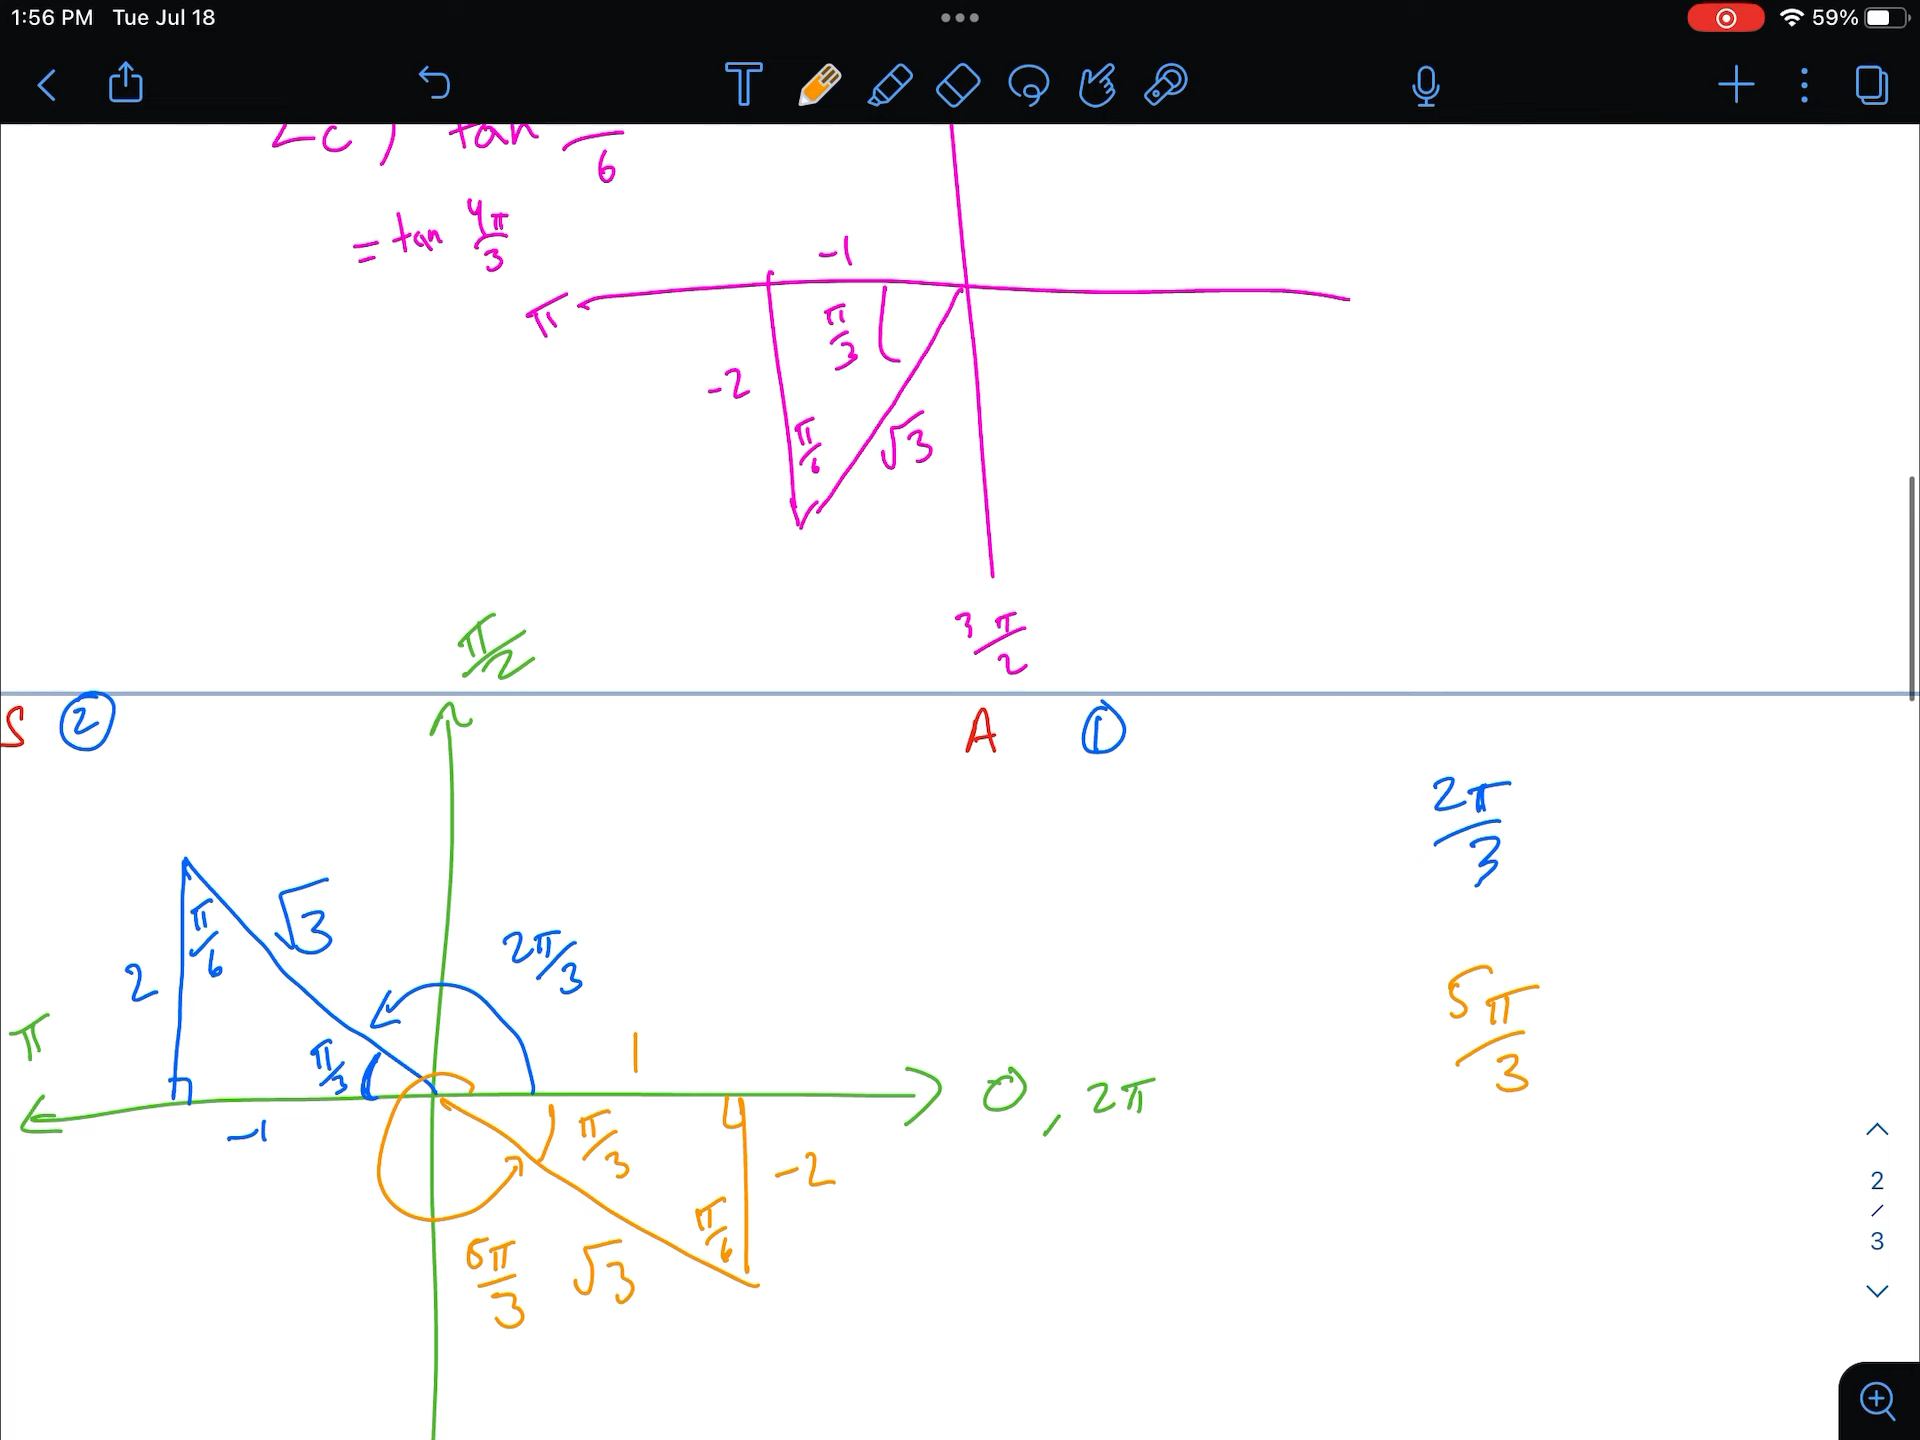 1:56 PM Tue Jul 18
59%
2c) tan /6
= tan 4π/3
-1
π
π/3
-2
π/6
√3
3π/2
π/2
S ② A ①
2π/3
π/6 √3
2π/3
2
5π/3
π
π/3
1
0, 2π
-1
π/3
-2
π/6
5π/3 √3
2
/
3